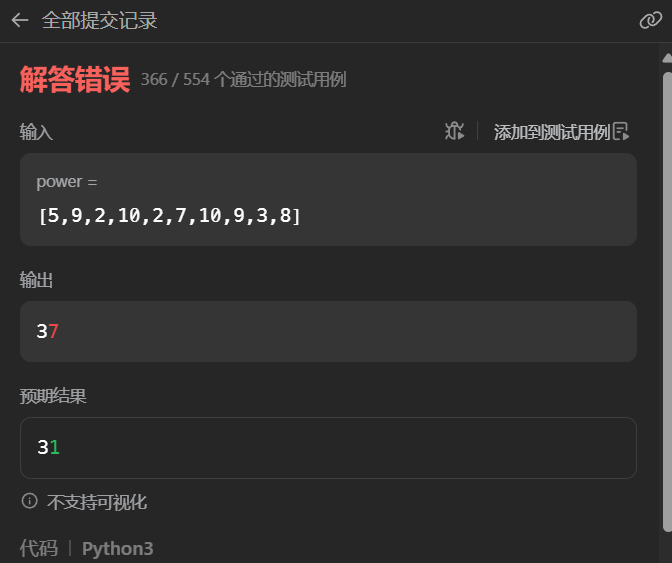 全部提交记录
解答错误 366 / 554 个通过的测试用例
输入 添加到测试用例
power =
[5,9,2,10,2,7,10,9,3,8]
输出
37
预期结果
31
不支持可视化
代码 | Python3